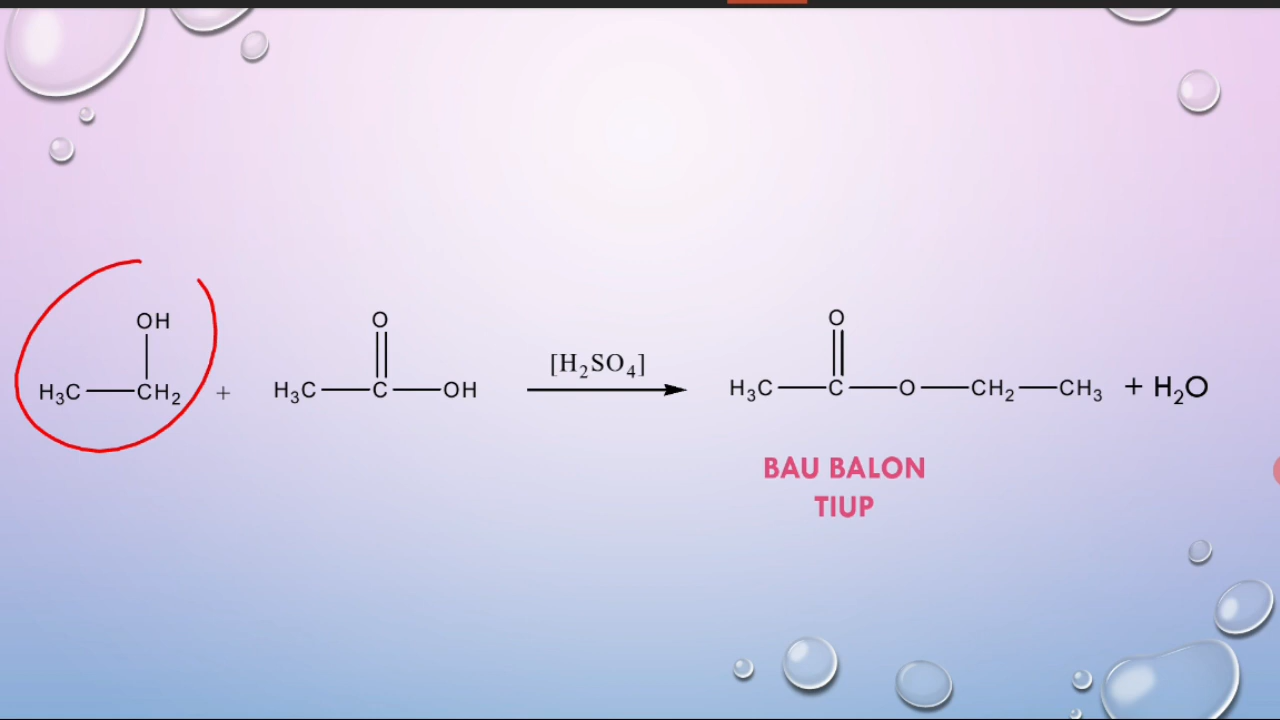 OH
H₃C CH₂
+
O
H₃C C OH
[H₂SO₄]
O
H₃C C O CH₂ CH₃ + H₂O
BAU BALON
TIUP